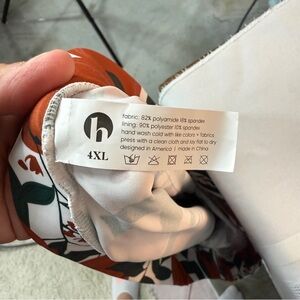 h
4XL
fabric: 82% polyamide 18% spandex
lining: 90% polyester 10% spandex
hand wash cold with like colors + fabrics
press with a clean cloth and lay flat to dry
designed in America | made in China